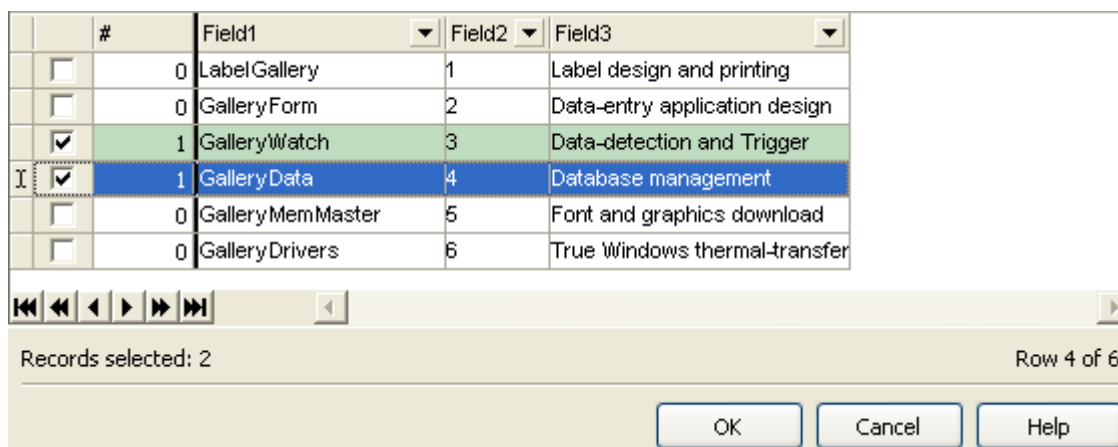 # Field1 Field2 Field3
0 LabelGallery 1 Label design and printing
0 GalleryForm 2 Data-entry application design
1 GalleryWatch 3 Data-detection and Trigger
1 GalleryData 4 Database management
0 GalleryMemMaster 5 Font and graphics download
0 GalleryDrivers 6 True Windows thermal-transfer
Records selected: 2 Row 4 of 6
OK Cancel Help